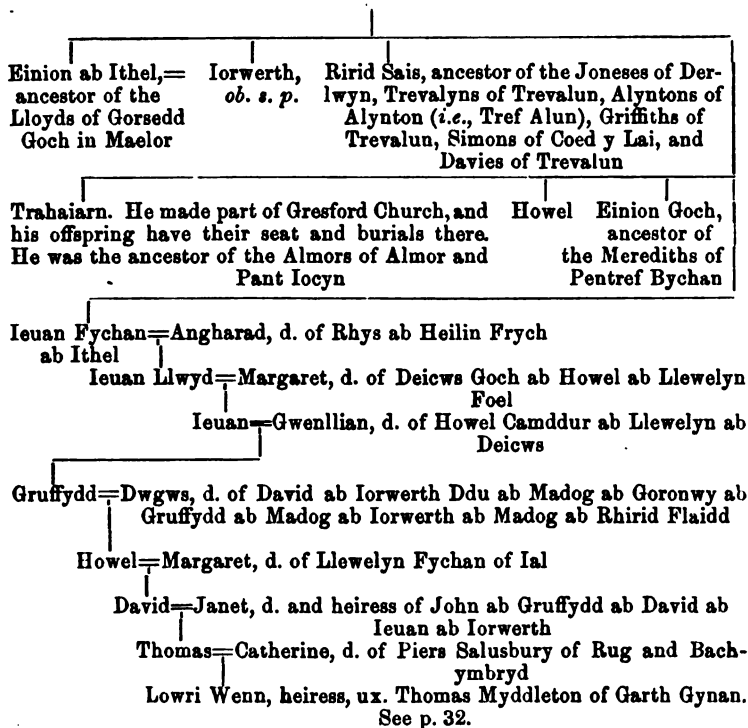 Einion ab Ithel,= Iorwerth, Ririd Sais, ancestor of the Joneses of Der-
ancestor of the ob. s. p. lwyn, Trevalyns of Trevalun, Alyntons of
Lloyds of Gorsedd Alynton (i.e., Tref Alun), Griffiths of
Goch in Maelor Trevalun, Simons of Coed y Lai, and
Davies of Trevalun
Trahaiarn. He made part of Gresford Church, and Howel Einion Goch,
his offspring have their seat and burials there. ancestor of
He was the ancestor of the Almors of Almor and the Merediths of
Pant Iocyn Pentref Bychan
Ieuan Fychan=Angharad, d. of Rhys ab Heilin Frych
ab Ithel
Ieuan Llwyd=Margaret, d. of Deicws Goch ab Howel ab Llewelyn
Foel
Ieuan=Gwenllian, d. of Howel Camddur ab Llewelyn ab
Deicws
Gruffydd=Dwgws, d. of David ab Iorwerth Ddu ab Madog ab Goronwy ab
Gruffydd ab Madog ab Iorwerth ab Madog ab Rhirid Flaidd
Howel=Margaret, d. of Llewelyn Fychan of Ial
David=Janet, d. and heiress of John ab Gruffydd ab David ab
Ieuan ab Iorwerth
Thomas=Catherine, d. of Piers Salusbury of Rug and Bach-
ymbryd
Lowri Wenn, heiress, ux. Thomas Myddleton of Garth Gynan.
See p. 32.